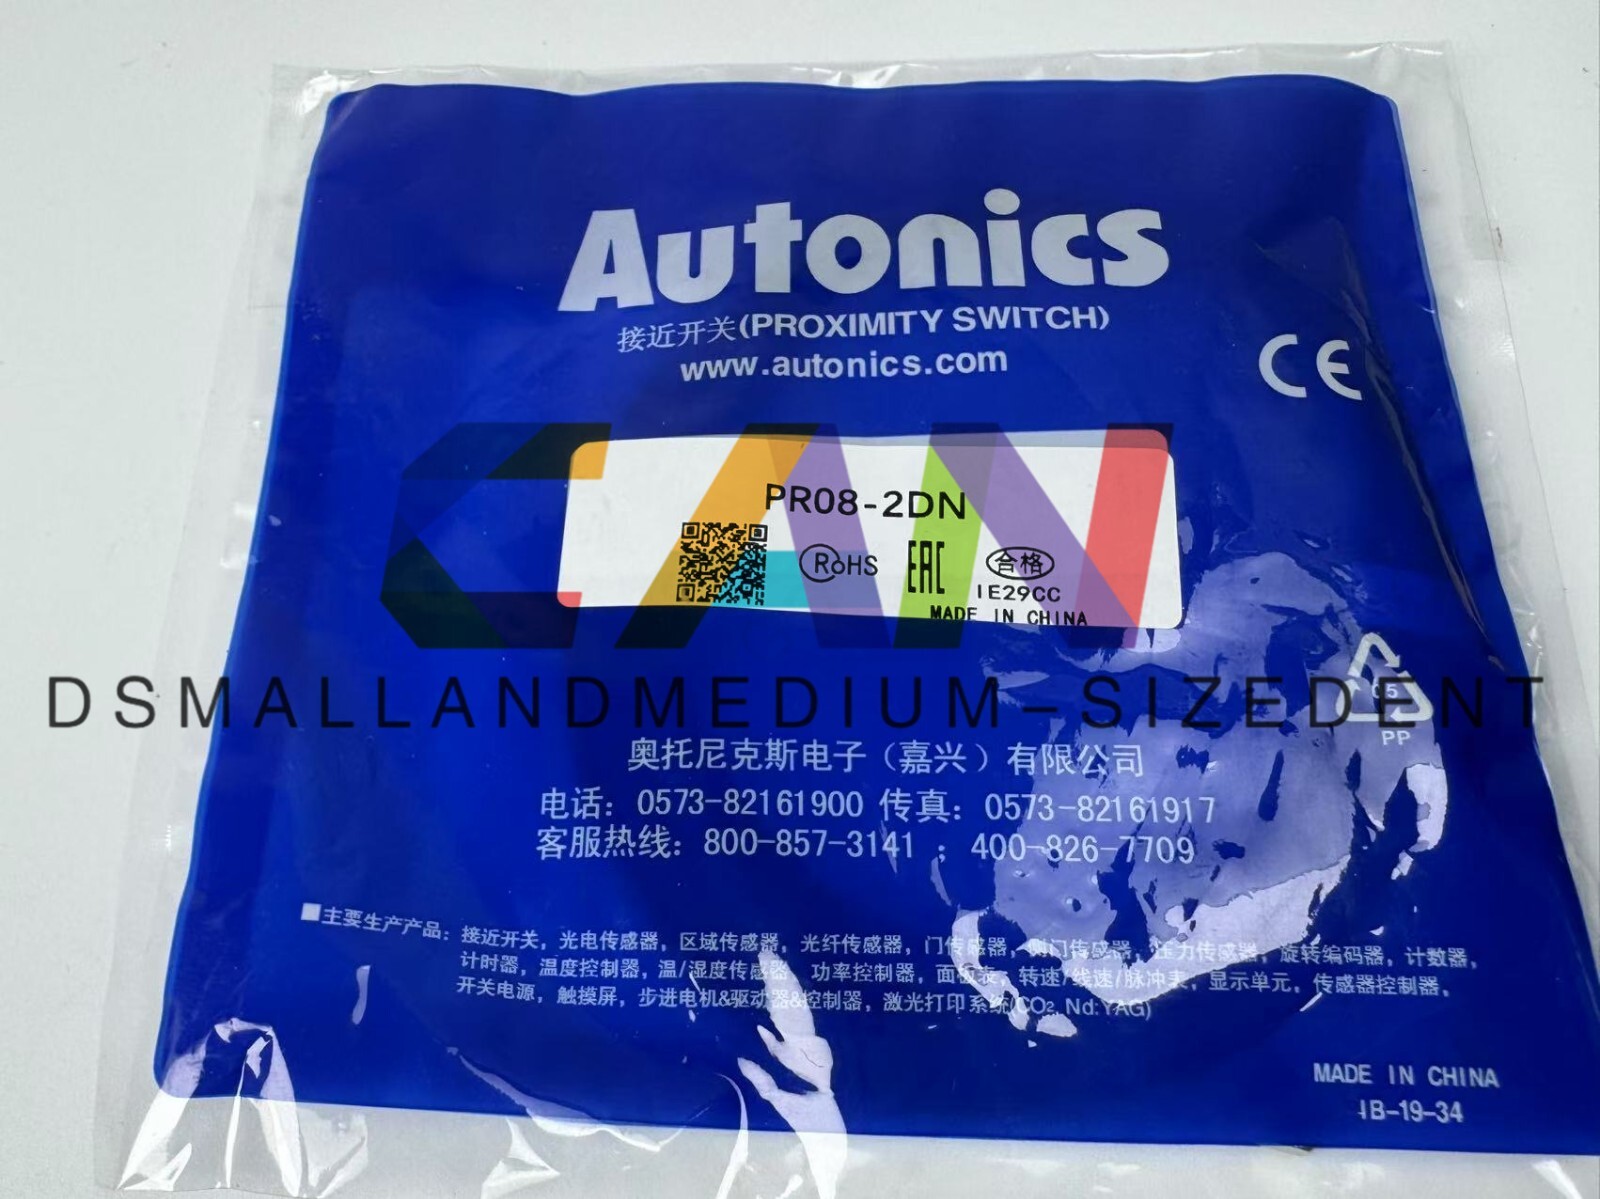 Autonics
接近开关(PROXIMITY SWITCH)
www.autonics.com
CE
CAN
PR08-2DN
RoHS
EAC
合格
IE29CC
MADE IN CHINA
DSMALLANDMEDIUM-SIZEDENT
05
PP
奥托尼克斯电子（嘉兴）有限公司
电话：0573-82161900 传真：0573-82161917
客服热线：800-857-3141 ；400-826-7709
■主要生产产品：接近开关，光电传感器，区域传感器，光纤传感器，门传感器，侧门传感器，压力传感器，旋转编码器，计数器，
计时器，温度控制器，温/湿度传感器，功率控制器，面板表，转速/线速/脉冲表，显示单元，传感器控制器，
开关电源，触摸屏，步进电机&驱动器&控制器，激光打印系统(CO2, Nd:YAG)
MADE IN CHINA
IB-19-34